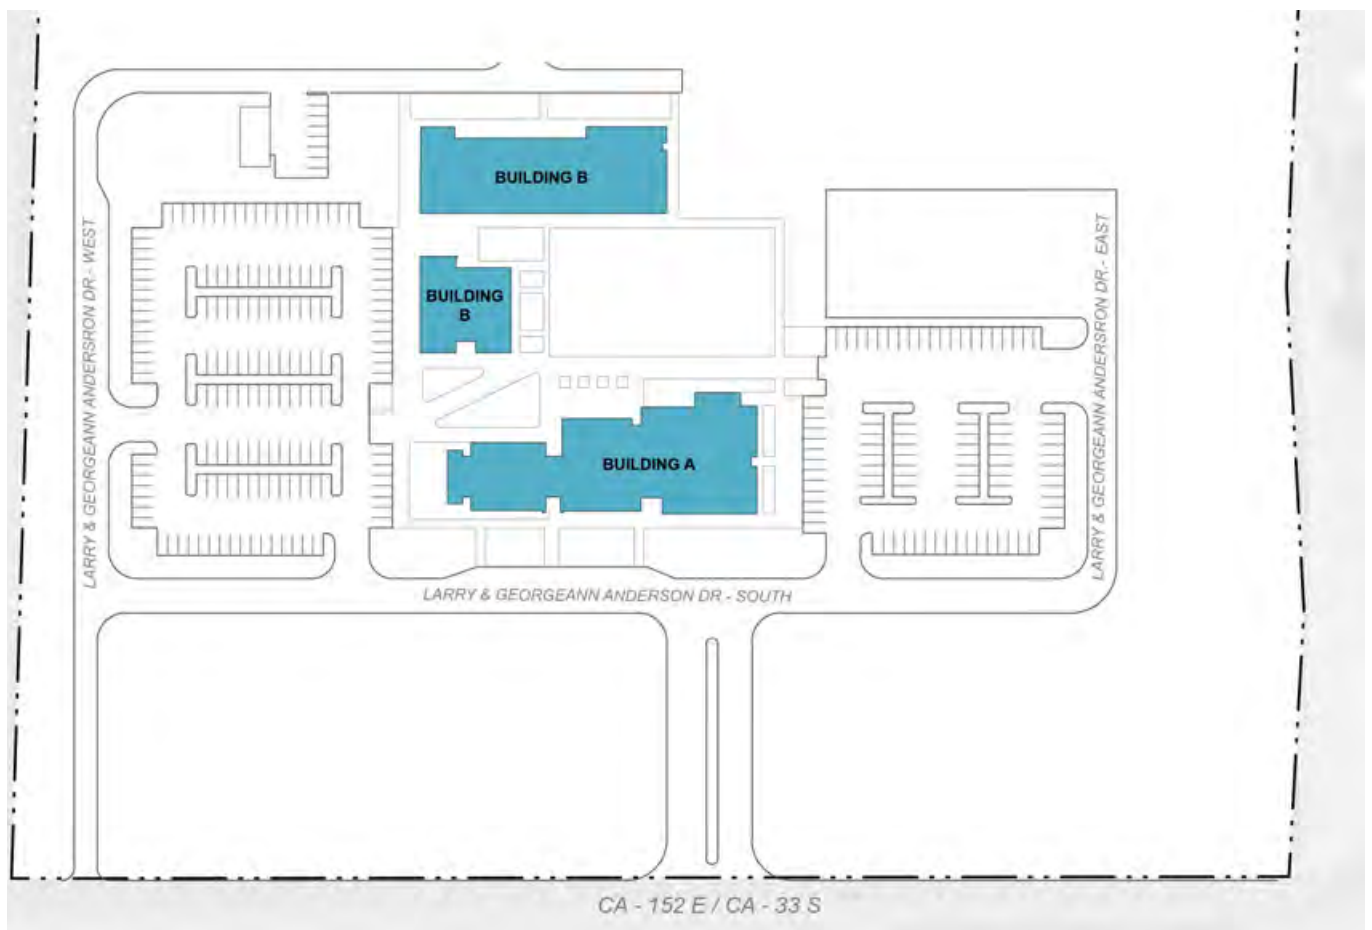 BUILDING B
LARRY & GEORGEANN ANDERSRON DR.- WEST
LARRY & GEORGEANN ANDERSRON DR.- EAST
BUILDING
B
BUILDING A
LARRY & GEORGEANN ANDERSON DR - SOUTH
CA - 152 E / CA - 33 S